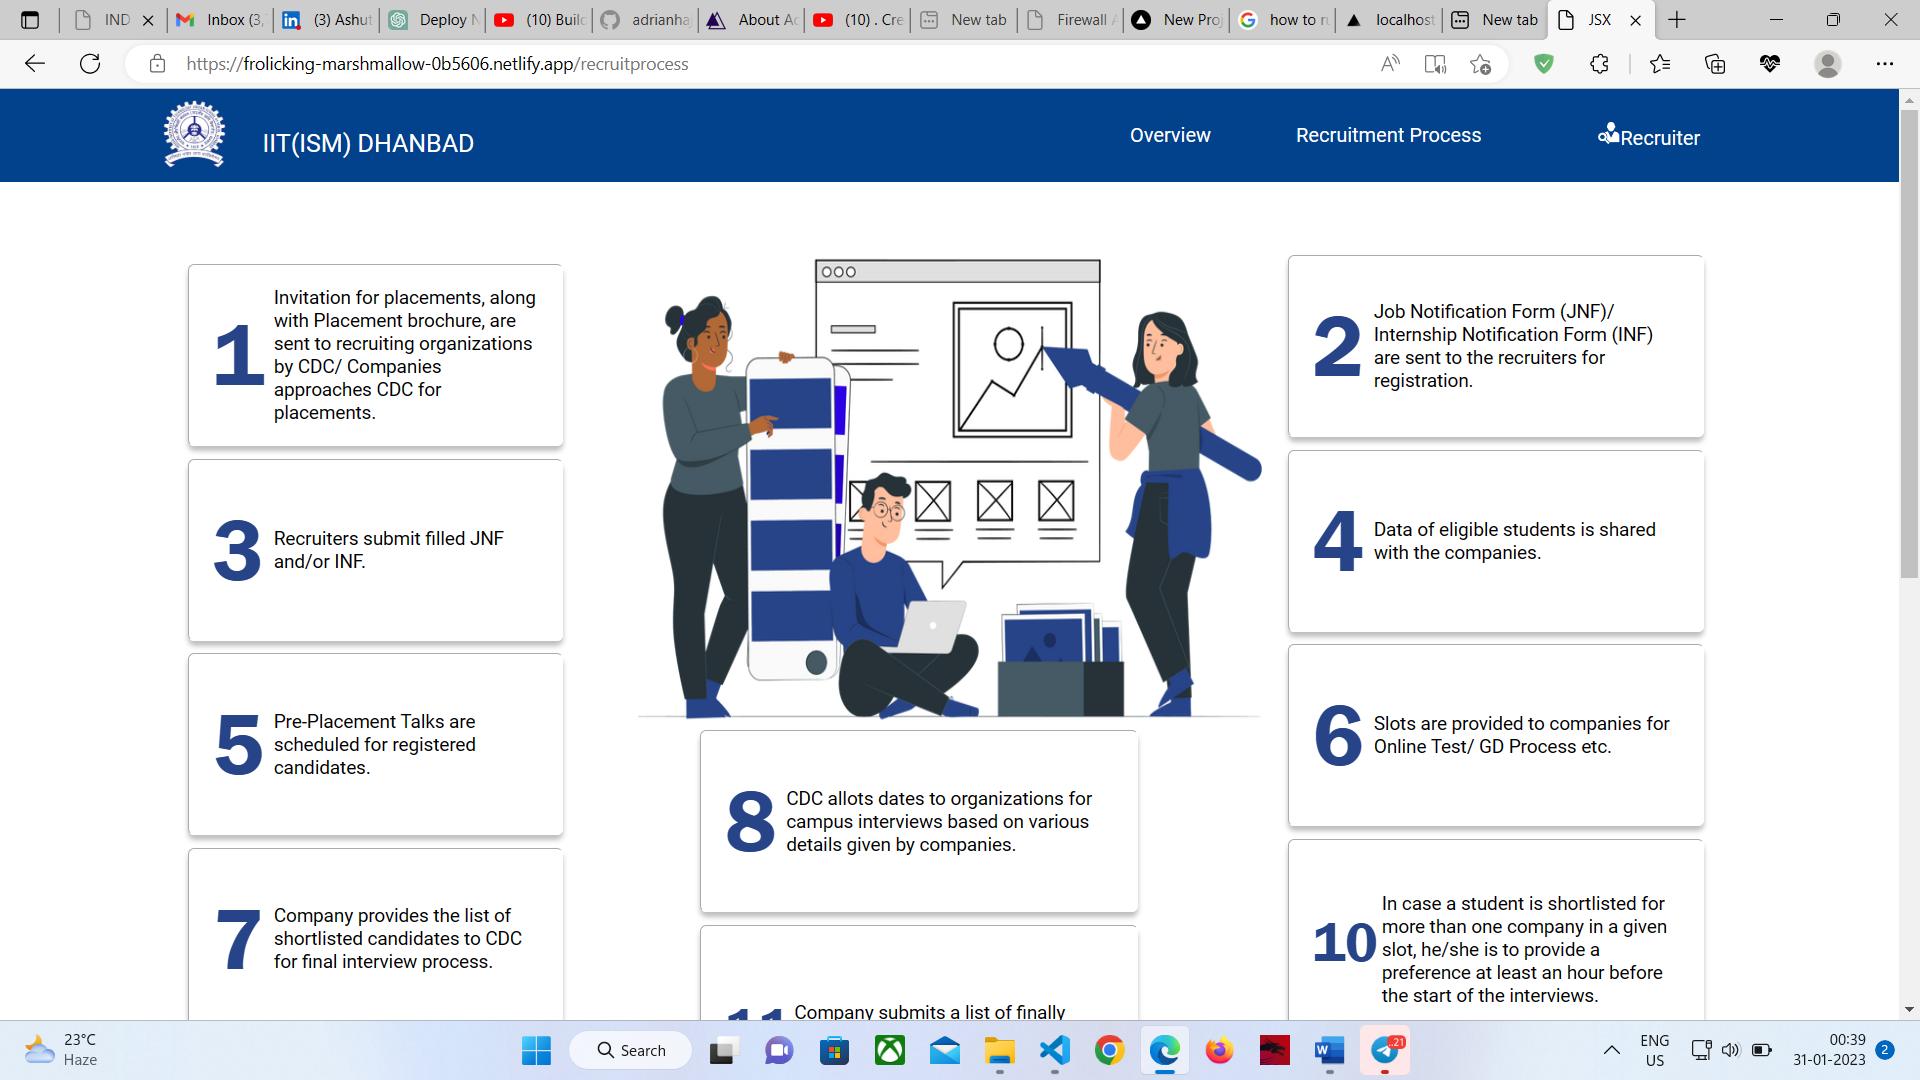 IND
Inbox (3,
(3) Ashut
Deploy N
(10) Builc
adrianha
About Ac
(10) . Cre
New tab
Firewall A
New Proj
how to ru
localhost
New tab
JSX
https://frolicking-marshmallow-0b5606.netlify.app/recruitprocess
IIT(ISM) DHANBAD
Overview
Recruitment Process
Recruiter
1
Invitation for placements, along
with Placement brochure, are
sent to recruiting organizations
by CDC/ Companies
approaches CDC for
placements.
2
Job Notification Form (JNF)/
Internship Notification Form (INF)
are sent to the recruiters for
registration.
3
Recruiters submit filled JNF
and/or INF.
4
Data of eligible students is shared
with the companies.
5
Pre-Placement Talks are
scheduled for registered
candidates.
6
Slots are provided to companies for
Online Test/ GD Process etc.
7
Company provides the list of
shortlisted candidates to CDC
for final interview process.
8
CDC allots dates to organizations for
campus interviews based on various
details given by companies.
10
In case a student is shortlisted for
more than one company in a given
slot, he/she is to provide a
preference at least an hour before
the start of the interviews.
11
Company submits a list of finally
23°C
Haze
Search
21
ENG
US
00:39
31-01-2023
2